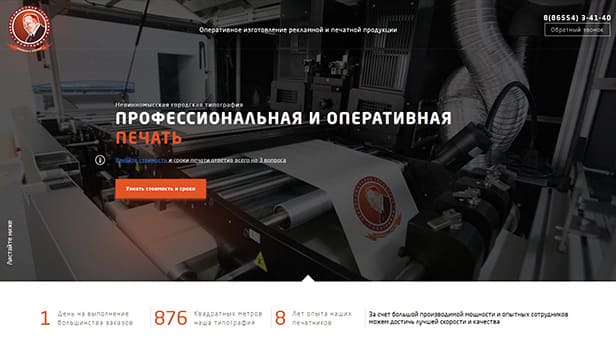 Оперативное изготовление рекламной и печатной продукции
8(86554) 3-41-40
Обратный звонок
Невинномысская городская типография
ПРОФЕССИОНАЛЬНАЯ И ОПЕРАТИВНАЯ
ПЕЧАТЬ
Узнайте стоимость и сроки печати ответив всего на 3 вопроса
Узнать стоимость и сроки
Листайте ниже
1 День на выполнение
большинства заказов
876 Квадратных метров
наша типография
8 Лет опыта наших
печатников
За счет большой производимой мощности и опытных сотрудников
можем достичь лучшей скорости и качества